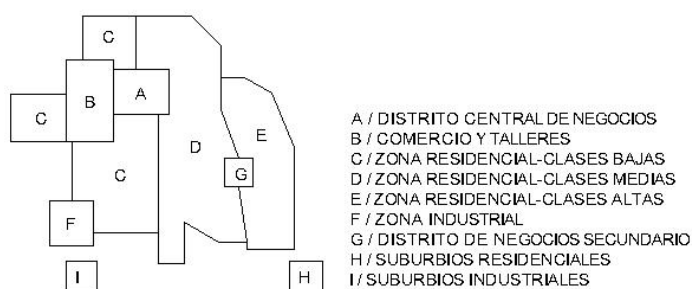 C
A
B
C
E
D
C
G
F
I
H
A / DISTRITO CENTRAL DE NEGOCIOS
B / COMERCIO Y TALLERES
C / ZONA RESIDENCIAL-CLASES BAJAS
D / ZONA RESIDENCIAL-CLASES MEDIAS
E / ZONA RESIDENCIAL-CLASES ALTAS
F / ZONA INDUSTRIAL
G / DISTRITO DE NEGOCIOS SECUNDARIO
H / SUBURBIOS RESIDENCIALES
I / SUBURBIOS INDUSTRIALES